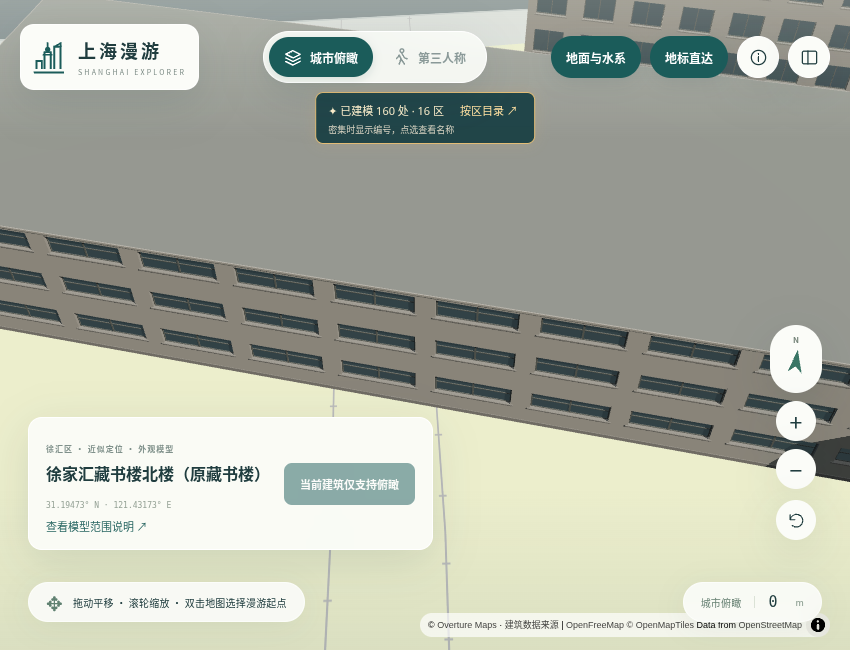 上海漫游
SHANGHAI EXPLORER
城市俯瞰
第三人称
地面与水系
地标直达
✦ 已建模 160 处 · 16 区 按区目录 ↗
密集时显示编号，点选查看名称
N
徐汇区 · 近似定位 · 外观模型
徐家汇藏书楼北楼（原藏书楼）
31.19473° N · 121.43173° E
查看模型范围说明 ↗
当前建筑仅支持俯瞰
拖动平移 · 滚轮缩放 · 双击地图选择漫游起点
城市俯瞰 0 m
© Overture Maps · 建筑数据来源 | OpenFreeMap © OpenMapTiles Data from OpenStreetMap